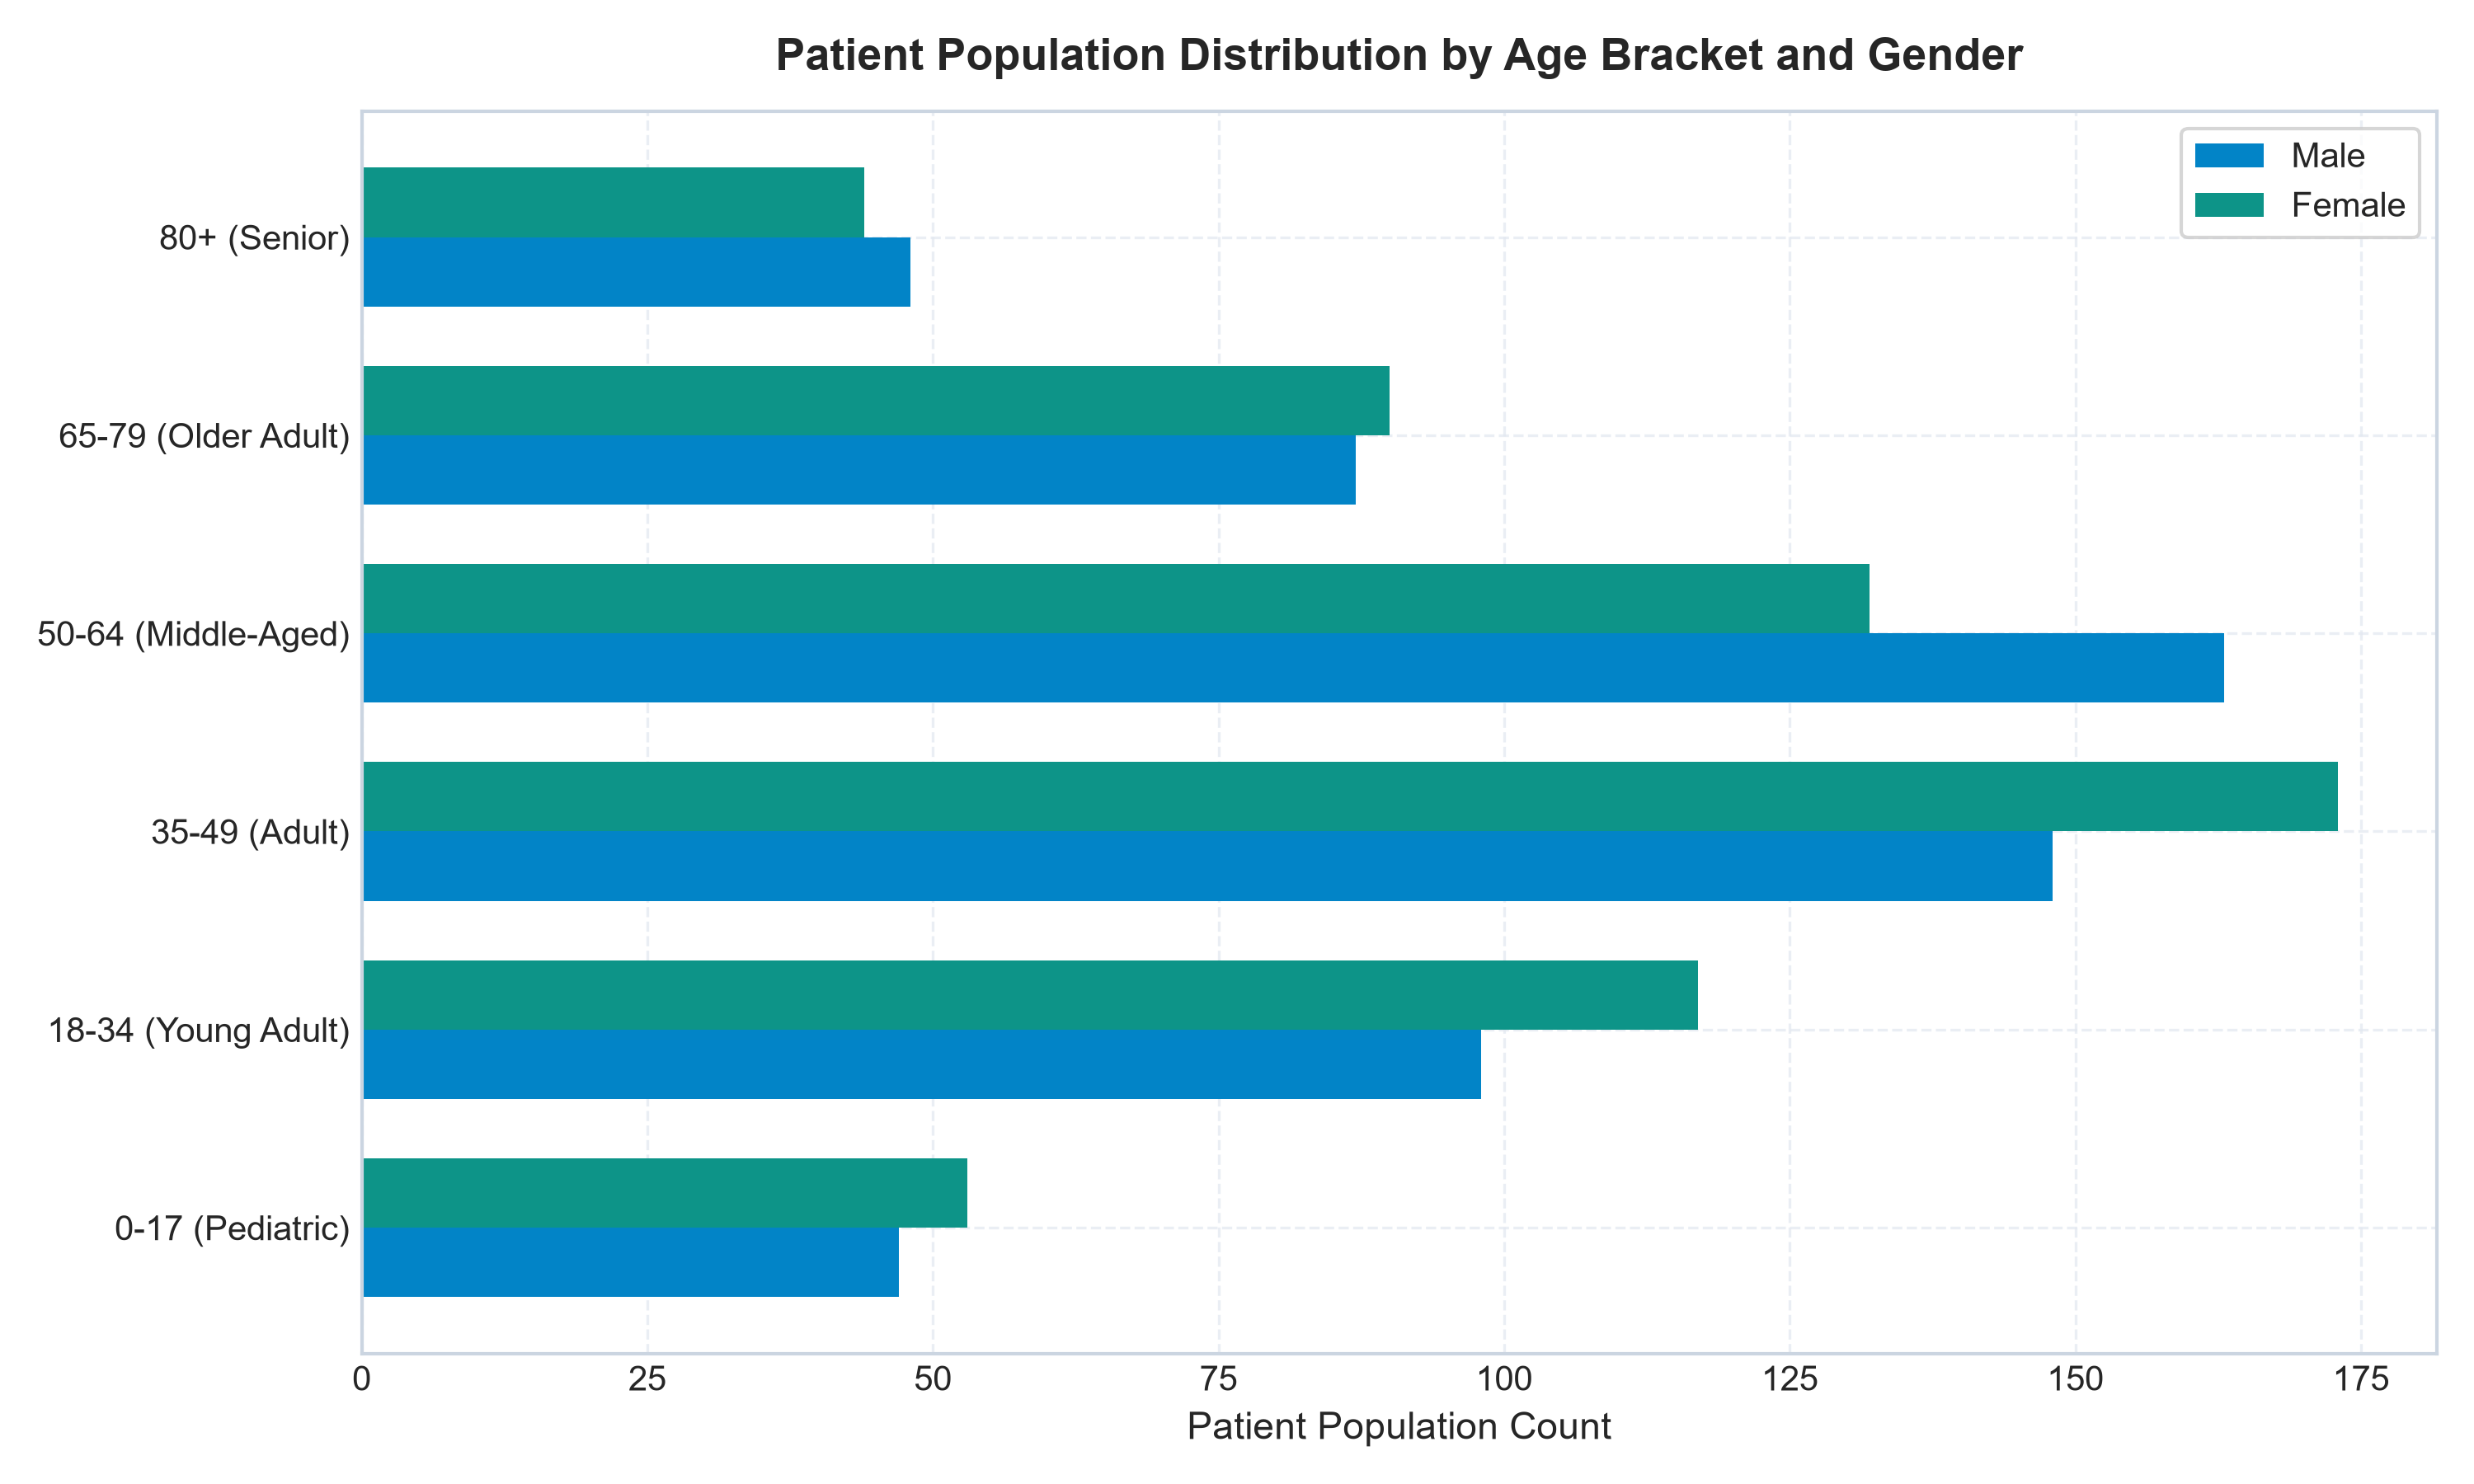 Patient Population Distribution by Age Bracket and Gender
Male
Female
80+ (Senior)
65-79 (Older Adult)
50-64 (Middle-Aged)
35-49 (Adult)
18-34 (Young Adult)
0-17 (Pediatric)
0 25 50 75 100 125 150 175
Patient Population Count